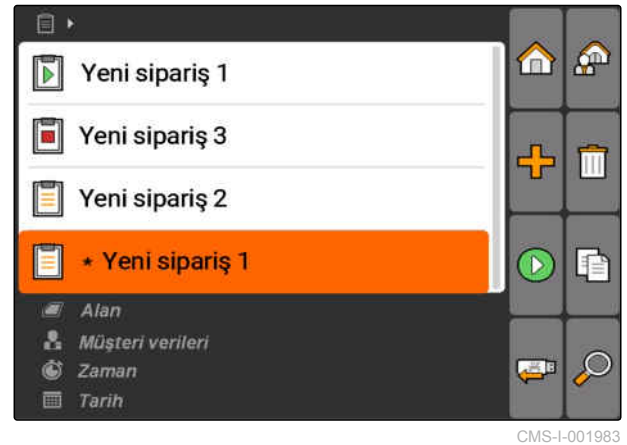 Yeni sipariş 1
Yeni sipariş 3
Yeni sipariş 2
★ Yeni sipariş 1
Alan
Müşteri verileri
Zaman
Tarih
CMS-I-001983